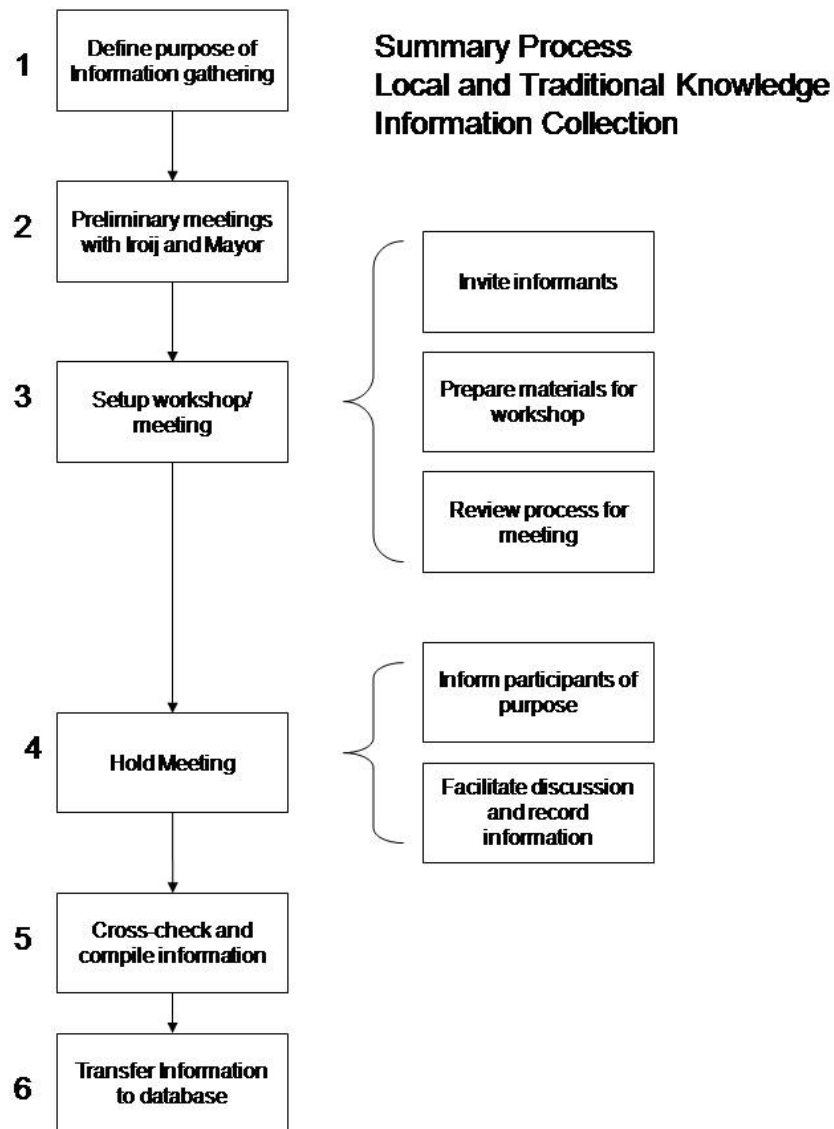 Summary Process
Local and Traditional Knowledge
Information Collection
1
Define purpose of
Information gathering
2
Preliminary meetings
with Iroij and Mayor
3
Setup workshop/
meeting
Invite informants
Prepare materials for
workshop
Review process for
meeting
4
Hold Meeting
Inform participants of
purpose
Facilitate discussion
and record
information
5
Cross-check and
compile information
6
Transfer Information
to database